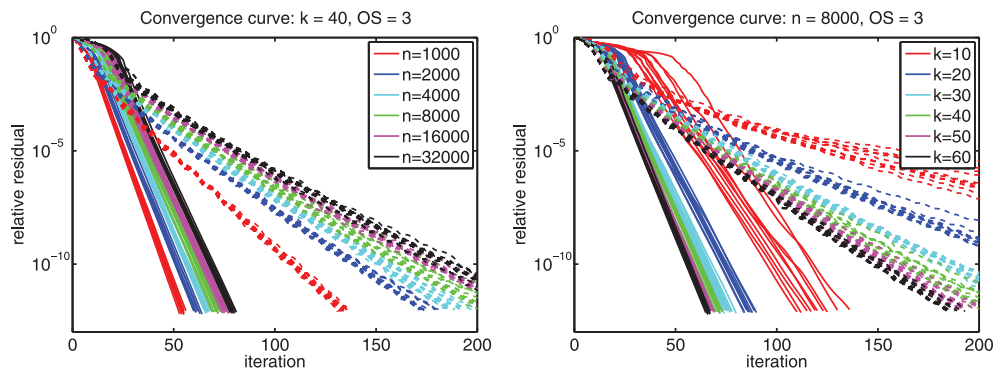 Convergence curve: k = 40, OS = 3
relative residual
10^0
10^-5
10^-10
0 50 100 150 200
iteration
n=1000
n=2000
n=4000
n=8000
n=16000
n=32000
Convergence curve: n = 8000, OS = 3
relative residual
10^0
10^-5
10^-10
0 50 100 150 200
iteration
k=10
k=20
k=30
k=40
k=50
k=60